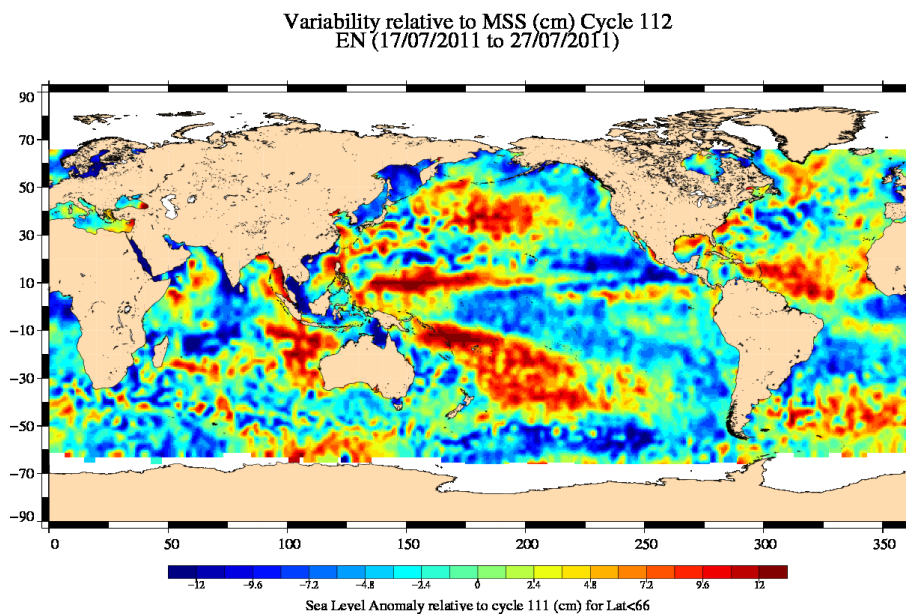 Variability relative to MSS (cm) Cycle 112
EN (17/07/2011 to 27/07/2011)
90
70
50
30
10
−10
−30
−50
−70
−90
0 50 100 150 200 250 300 350
−12 −9.6 −7.2 −4.8 −2.4 0 2.4 4.8 7.2 9.6 12
Sea Level Anomaly relative to cycle 111 (cm) for Lat<66